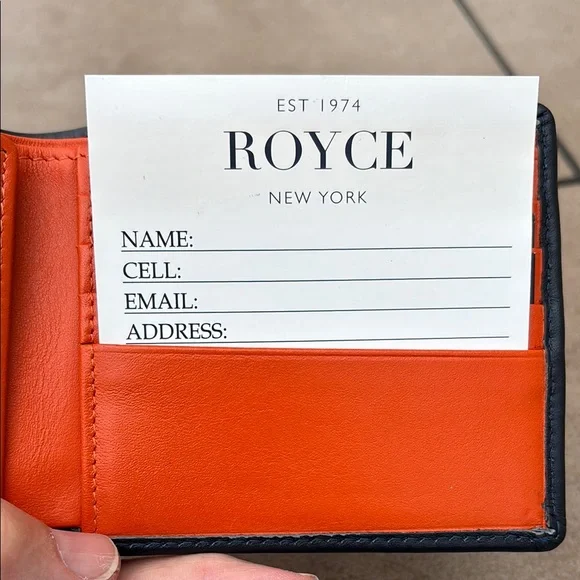 EST 1974
ROYCE
NEW YORK
NAME:
CELL:
EMAIL:
ADDRESS: